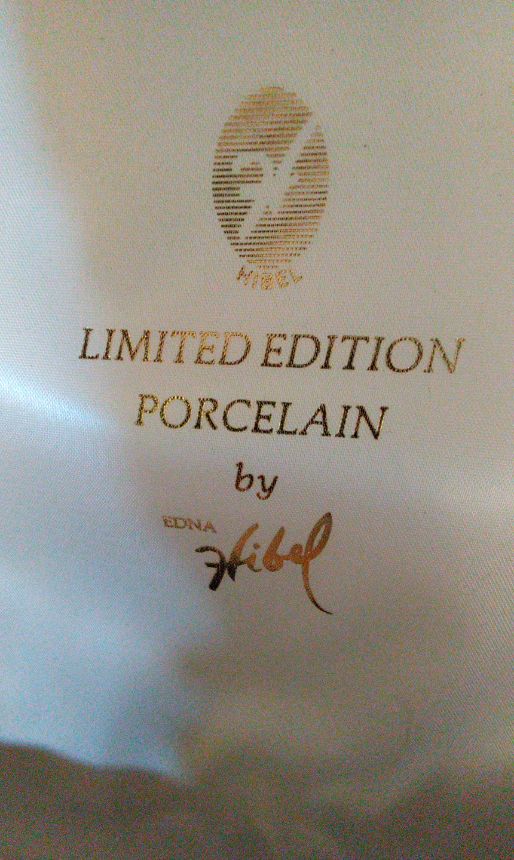 HIBEL
LIMITED EDITION
PORCELAIN
by
EDNA
Hibel